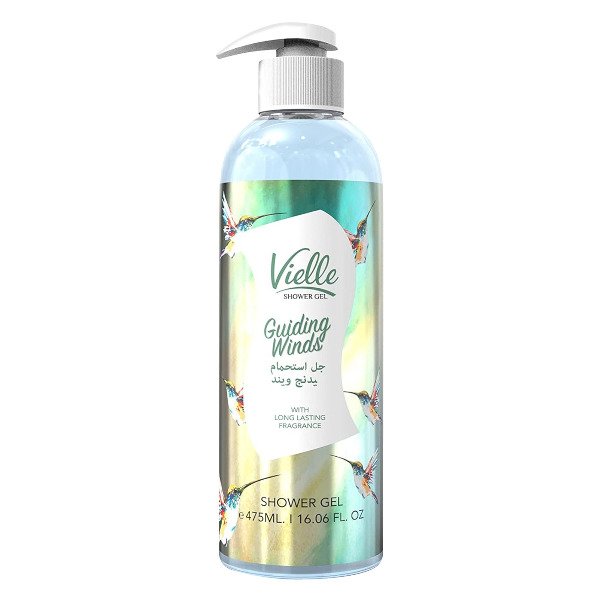 Vielle
SHOWER GEL
Guiding
Winds
جل استحمام
يدنج ويند
WITH
LONG LASTING
FRAGRANCE
SHOWER GEL
℮ 475ML. | 16.06 FL. OZ